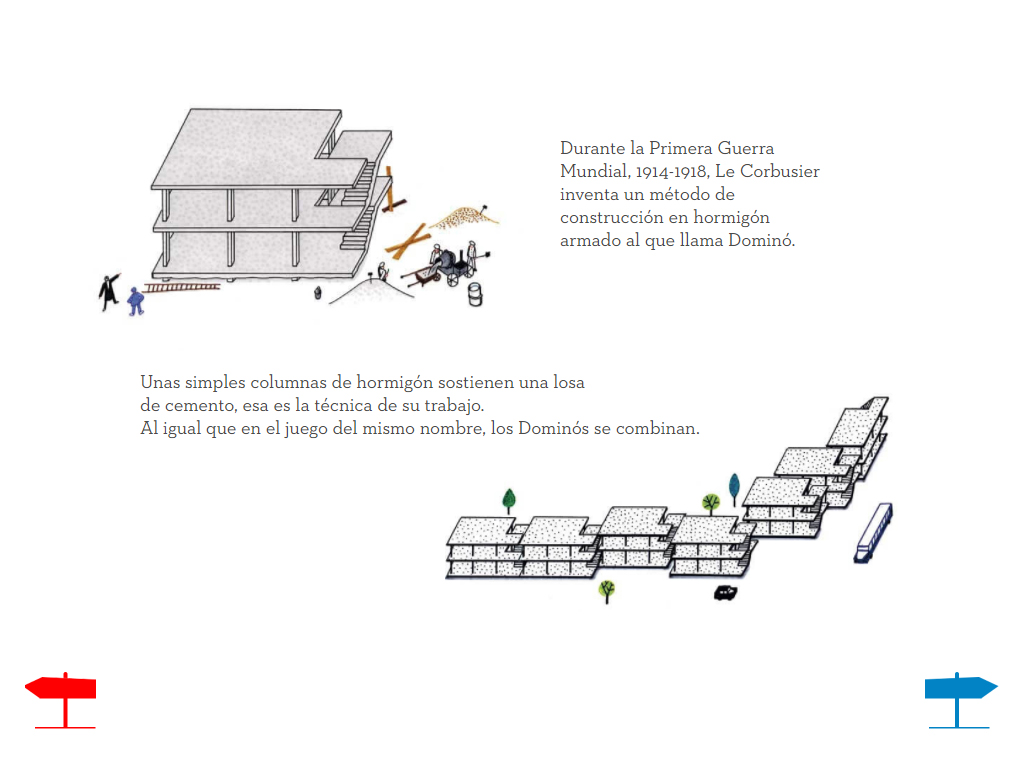 Durante la Primera Guerra
Mundial, 1914-1918, Le Corbusier
inventa un método de
construcción en hormigón
armado al que llama Dominó.
Unas simples columnas de hormigón sostienen una losa
de cemento, esa es la técnica de su trabajo.
Al igual que en el juego del mismo nombre, los Dominós se combinan.